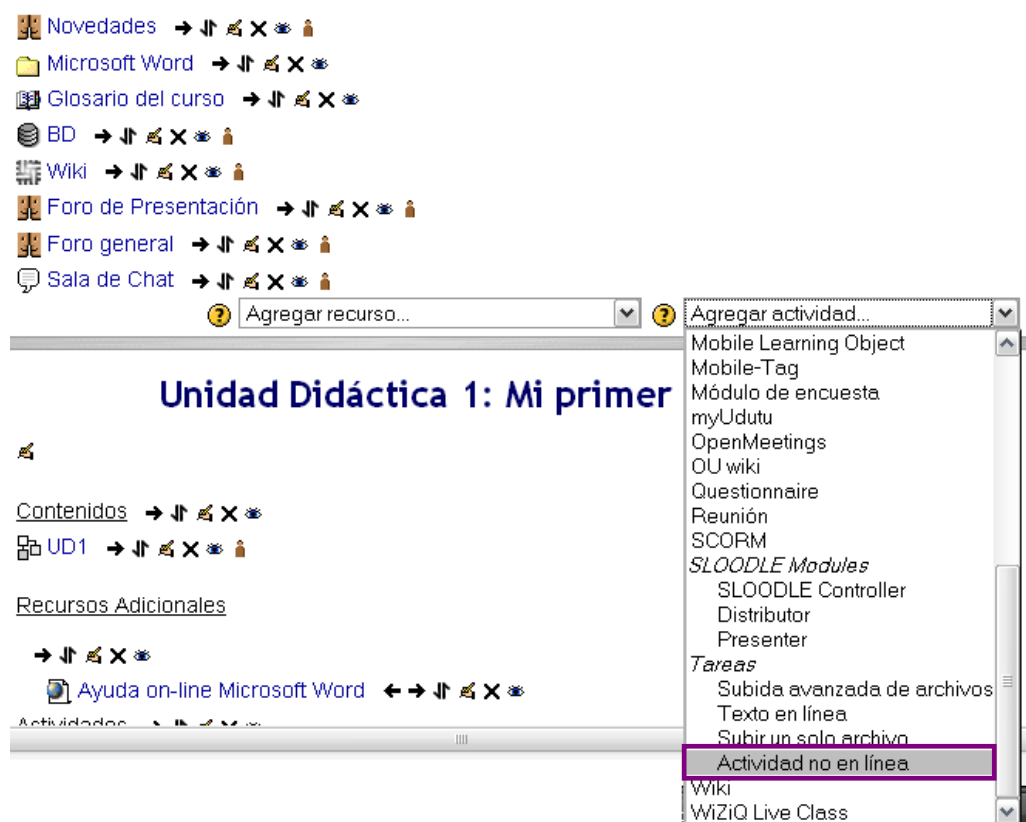 Novedades
Microsoft Word
Glosario del curso
BD
Wiki
Foro de Presentación
Foro general
Sala de Chat
Agregar recurso...
Agregar actividad...
Mobile Learning Object
Mobile-Tag
Módulo de encuesta
myUdutu
OpenMeetings
OU wiki
Questionnaire
Reunión
SCORM
SLOODLE Modules
SLOODLE Controller
Distributor
Presenter
Tareas
Subida avanzada de archivos
Texto en línea
Subir un solo archivo
Actividad no en línea
Wiki
WiZiQ Live Class
Unidad Didáctica 1: Mi primer
Contenidos
UD1
Recursos Adicionales
Ayuda on-line Microsoft Word
Actividades